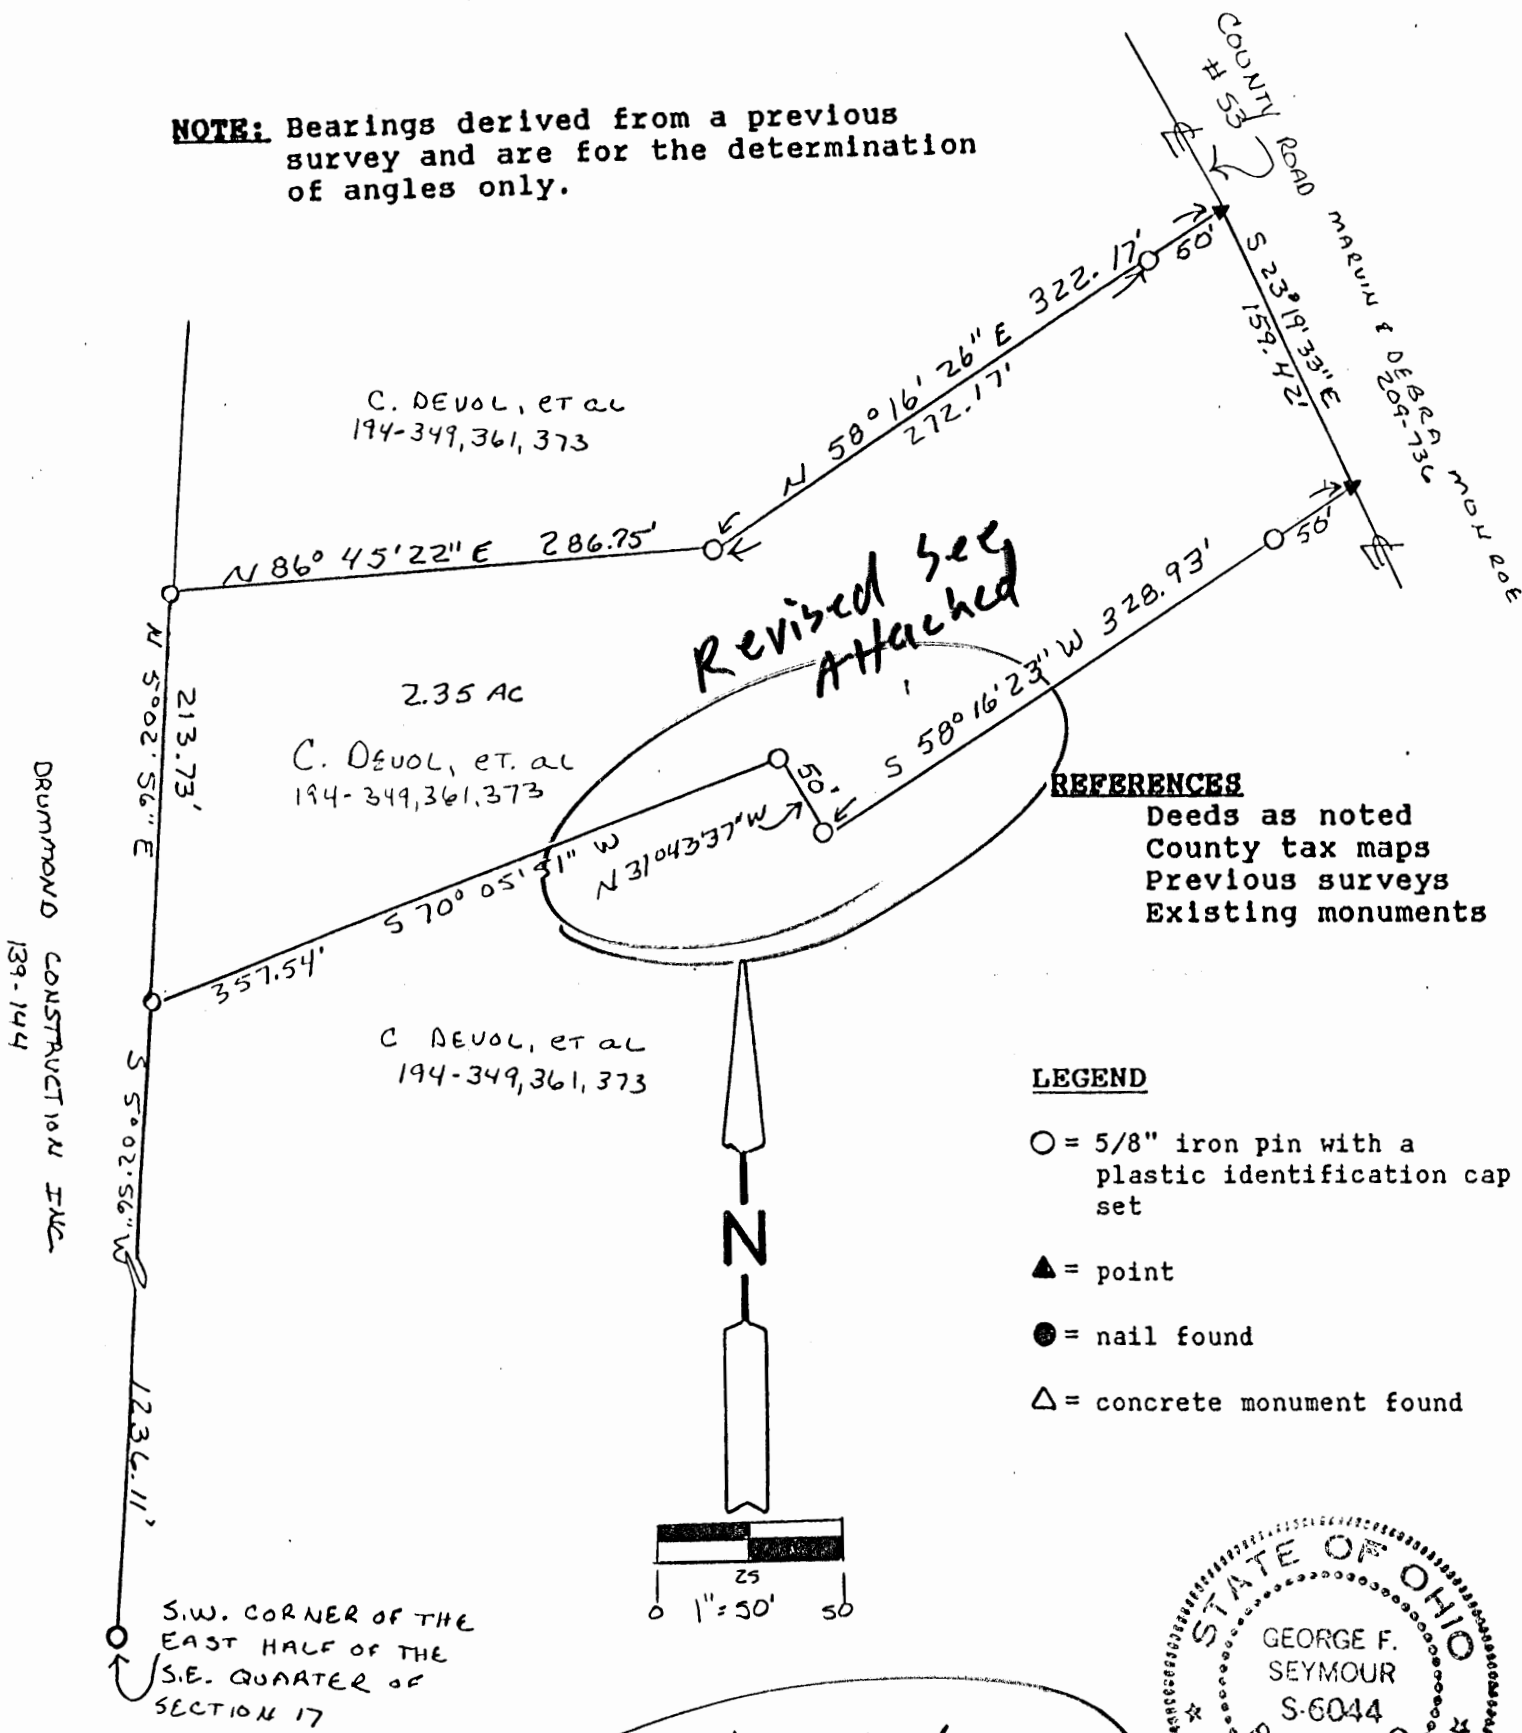 COUNTY
# 53
ROAD
NOTE: Bearings derived from a previous
survey and are for the determination
of angles only.
MARVIN & DEBRA MONROE
209-736
322.17'
50'
N 58° 16' 26" E
272.17'
S 23° 19' 33" E
159.42'
C. DEVOL, ET AL
194-349,361,373
N 86° 45' 22" E 286.75'
Revised See
Attached
50'
S 58° 16' 23" W 328.93'
N 5° 02' 56" E
213.73'
2.35 AC
C. DEVOL, ET. AL
194-349,361,373
50'
N 31° 43' 37" W
S 70° 05' 51" W
357.54'
REFERENCES
Deeds as noted
County tax maps
Previous surveys
Existing monuments
DRUMMOND CONSTRUCTION INC
139-144
C DEVOL, ET AL
194-349,361,373
S 5° 02' 56" W
1236.11'
N
LEGEND
= 5/8" iron pin with a
plastic identification cap
set
= point
= nail found
= concrete monument found
25
0 1"=50' 50
S.W. CORNER OF THE
EAST HALF OF THE
S.E. QUARTER OF
SECTION 17
STATE OF OHIO
GEORGE F.
SEYMOUR
S-6044